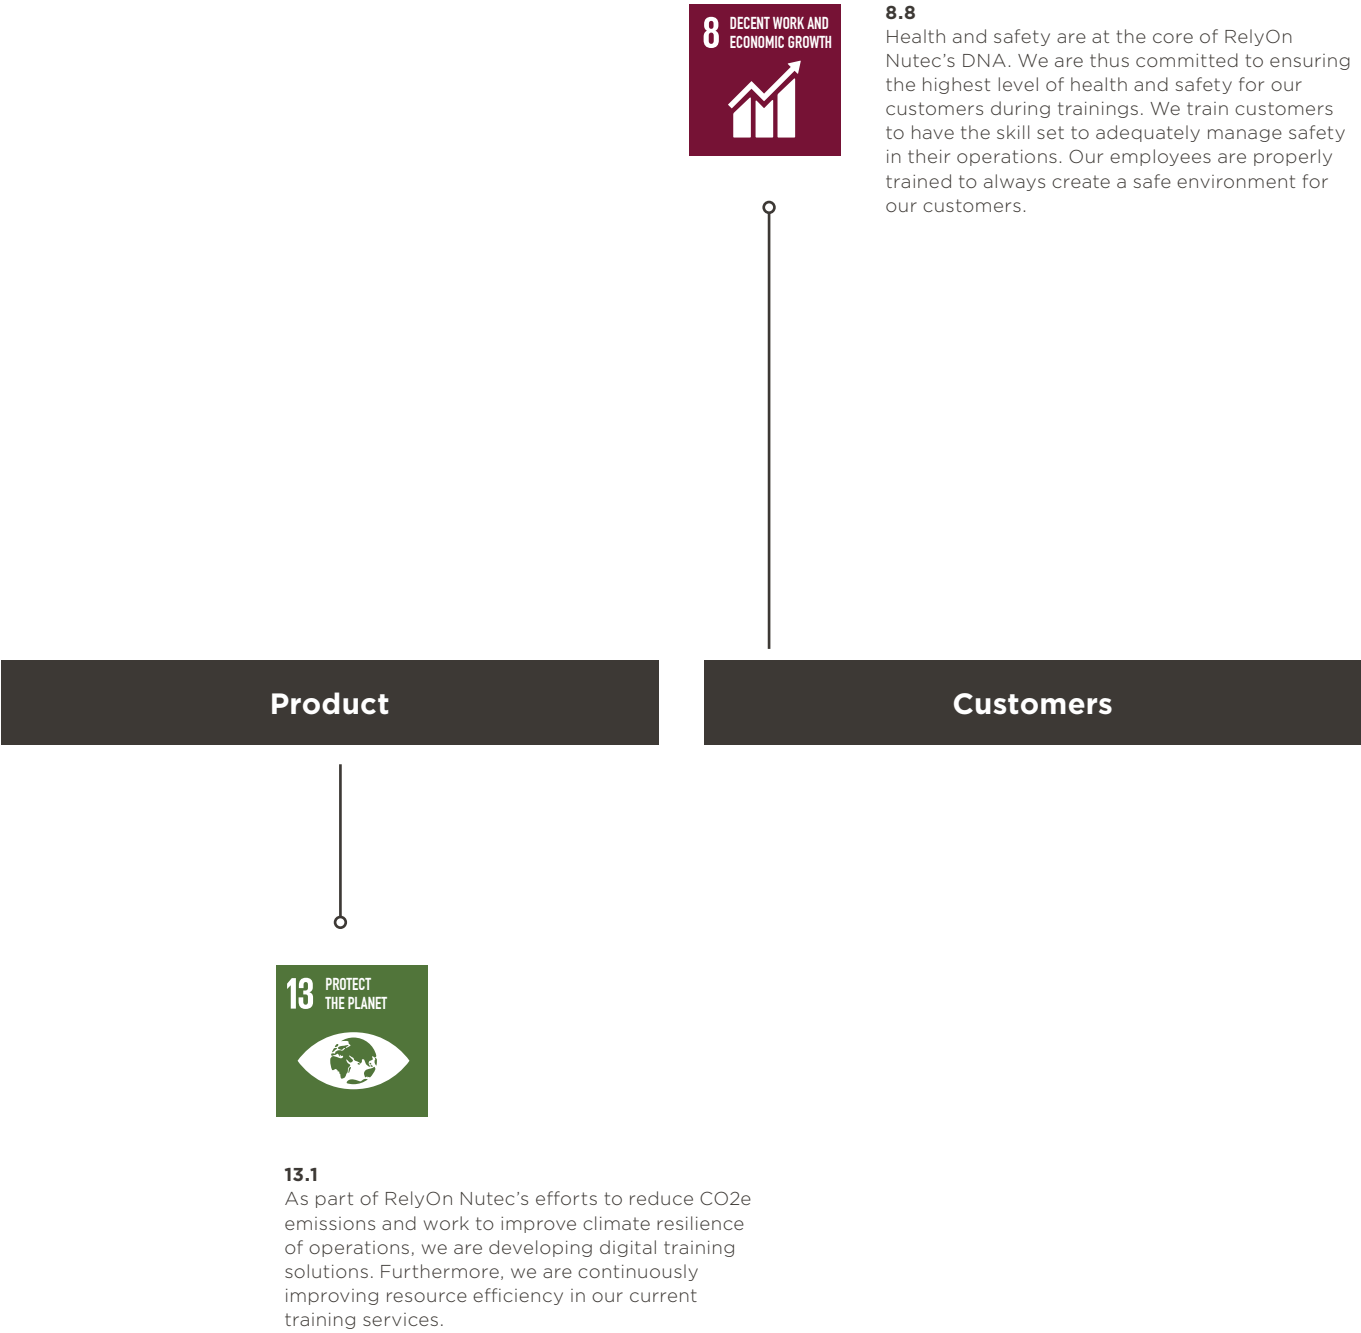 8 DECENT WORK AND
ECONOMIC GROWTH
8.8
Health and safety are at the core of RelyOn
Nutec’s DNA. We are thus committed to ensuring
the highest level of health and safety for our
customers during trainings. We train customers
to have the skill set to adequately manage safety
in their operations. Our employees are properly
trained to always create a safe environment for
our customers.
Product
Customers
13 PROTECT
THE PLANET
13.1
As part of RelyOn Nutec’s efforts to reduce CO2e
emissions and work to improve climate resilience
of operations, we are developing digital training
solutions. Furthermore, we are continuously
improving resource efficiency in our current
training services.